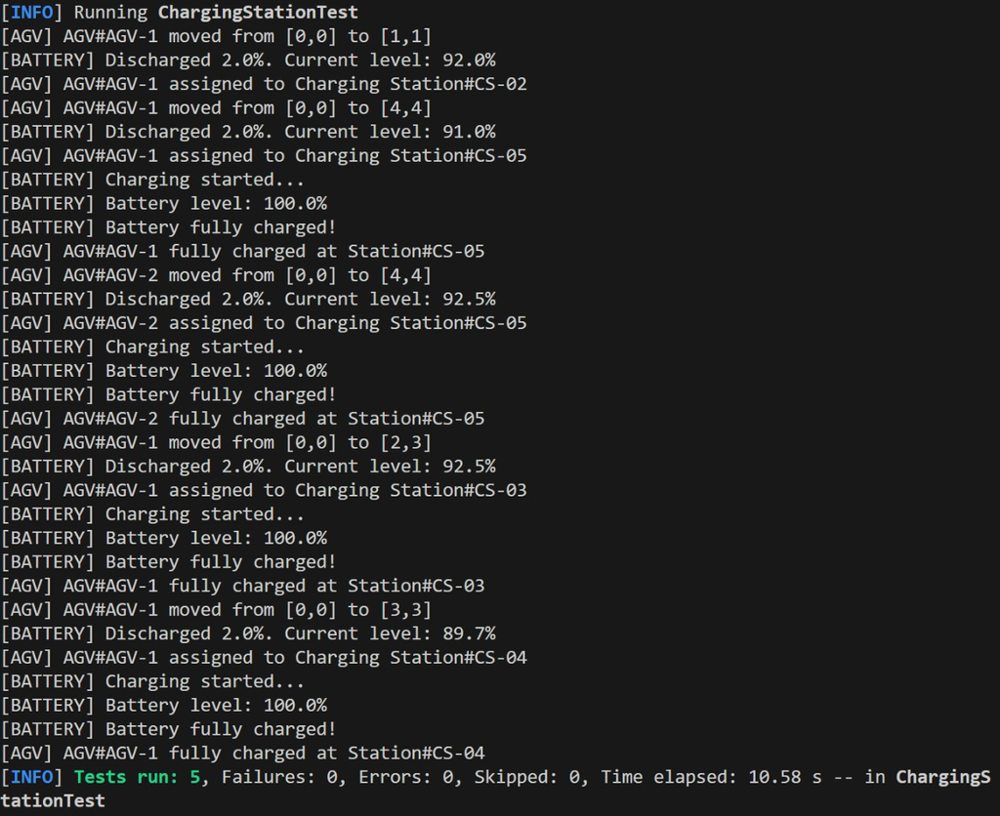 [INFO] Running ChargingStationTest
[AGV] AGV#AGV-1 moved from [0,0] to [1,1]
[BATTERY] Discharged 2.0%. Current level: 92.0%
[AGV] AGV#AGV-1 assigned to Charging Station#CS-02
[AGV] AGV#AGV-1 moved from [0,0] to [4,4]
[BATTERY] Discharged 2.0%. Current level: 91.0%
[AGV] AGV#AGV-1 assigned to Charging Station#CS-05
[BATTERY] Charging started...
[BATTERY] Battery level: 100.0%
[BATTERY] Battery fully charged!
[AGV] AGV#AGV-1 fully charged at Station#CS-05
[AGV] AGV#AGV-2 moved from [0,0] to [4,4]
[BATTERY] Discharged 2.0%. Current level: 92.5%
[AGV] AGV#AGV-2 assigned to Charging Station#CS-05
[BATTERY] Charging started...
[BATTERY] Battery level: 100.0%
[BATTERY] Battery fully charged!
[AGV] AGV#AGV-2 fully charged at Station#CS-05
[AGV] AGV#AGV-1 moved from [0,0] to [2,3]
[BATTERY] Discharged 2.0%. Current level: 92.5%
[AGV] AGV#AGV-1 assigned to Charging Station#CS-03
[BATTERY] Charging started...
[BATTERY] Battery level: 100.0%
[BATTERY] Battery fully charged!
[AGV] AGV#AGV-1 fully charged at Station#CS-03
[AGV] AGV#AGV-1 moved from [0,0] to [3,3]
[BATTERY] Discharged 2.0%. Current level: 89.7%
[AGV] AGV#AGV-1 assigned to Charging Station#CS-04
[BATTERY] Charging started...
[BATTERY] Battery level: 100.0%
[BATTERY] Battery fully charged!
[AGV] AGV#AGV-1 fully charged at Station#CS-04
[INFO] Tests run: 5, Failures: 0, Errors: 0, Skipped: 0, Time elapsed: 10.58 s -- in ChargingS
tationTest